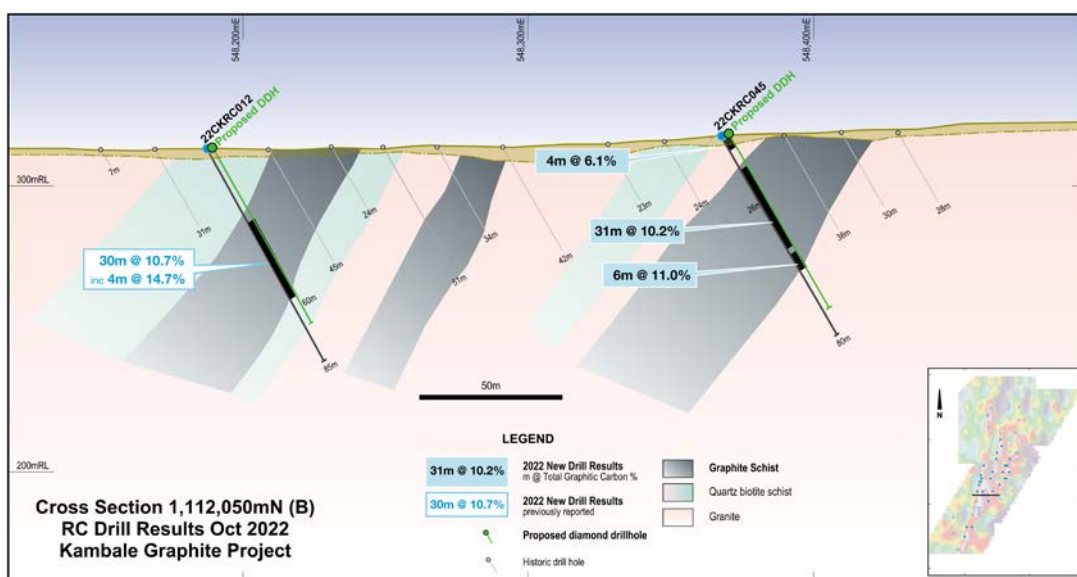 548,200mE
548,300mE
548,400mE
22CKRC012
Proposed DDH
22CKRC045
Proposed DDH
300mRL
200mRL
7m
31m
24m
45m
60m
85m
51m
34m
42m
23m
24m
26m
38m
30m
28m
80m
30m @ 10.7%
inc 4m @ 14.7%
4m @ 6.1%
31m @ 10.2%
6m @ 11.0%
50m
LEGEND
31m @ 10.2%
2022 New Drill Results
m @ Total Graphitic Carbon %
30m @ 10.7%
2022 New Drill Results
previously reported
Proposed diamond drillhole
Historic drill hole
Graphite Schist
Quartz biotite schist
Granite
Cross Section 1,112,050mN (B)
RC Drill Results Oct 2022
Kambale Graphite Project
N